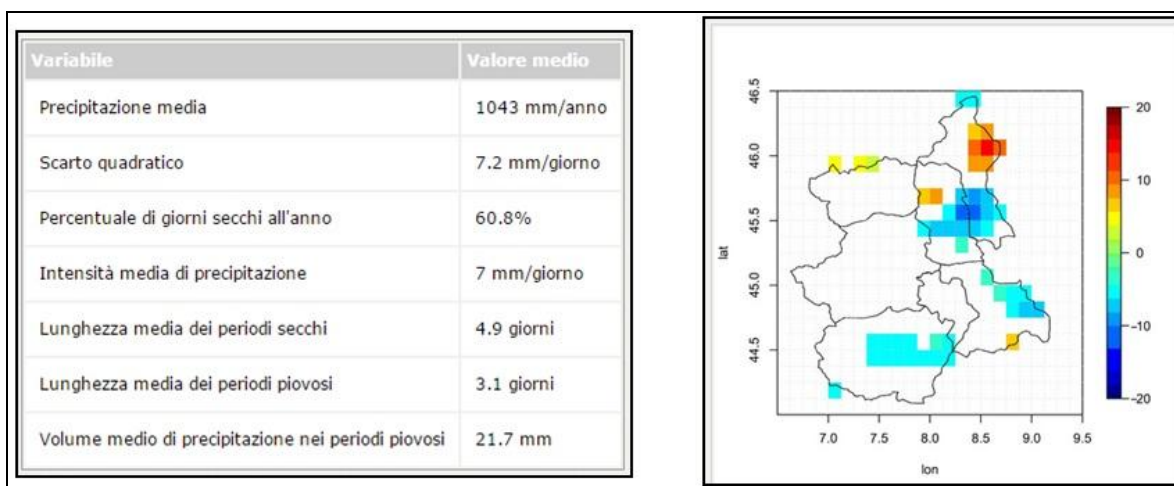 Variabile Valore medio
Precipitazione media 1043 mm/anno
Scarto quadratico 7.2 mm/giorno
Percentuale di giorni secchi all'anno 60.8%
Intensità media di precipitazione 7 mm/giorno
Lunghezza media dei periodi secchi 4.9 giorni
Lunghezza media dei periodi piovosi 3.1 giorni
Volume medio di precipitazione nei periodi piovosi 21.7 mm
46.5
46.0
45.5
45.0
44.5
lat
7.0 7.5 8.0 8.5 9.0 9.5
lon
20
10
0
−10
−20